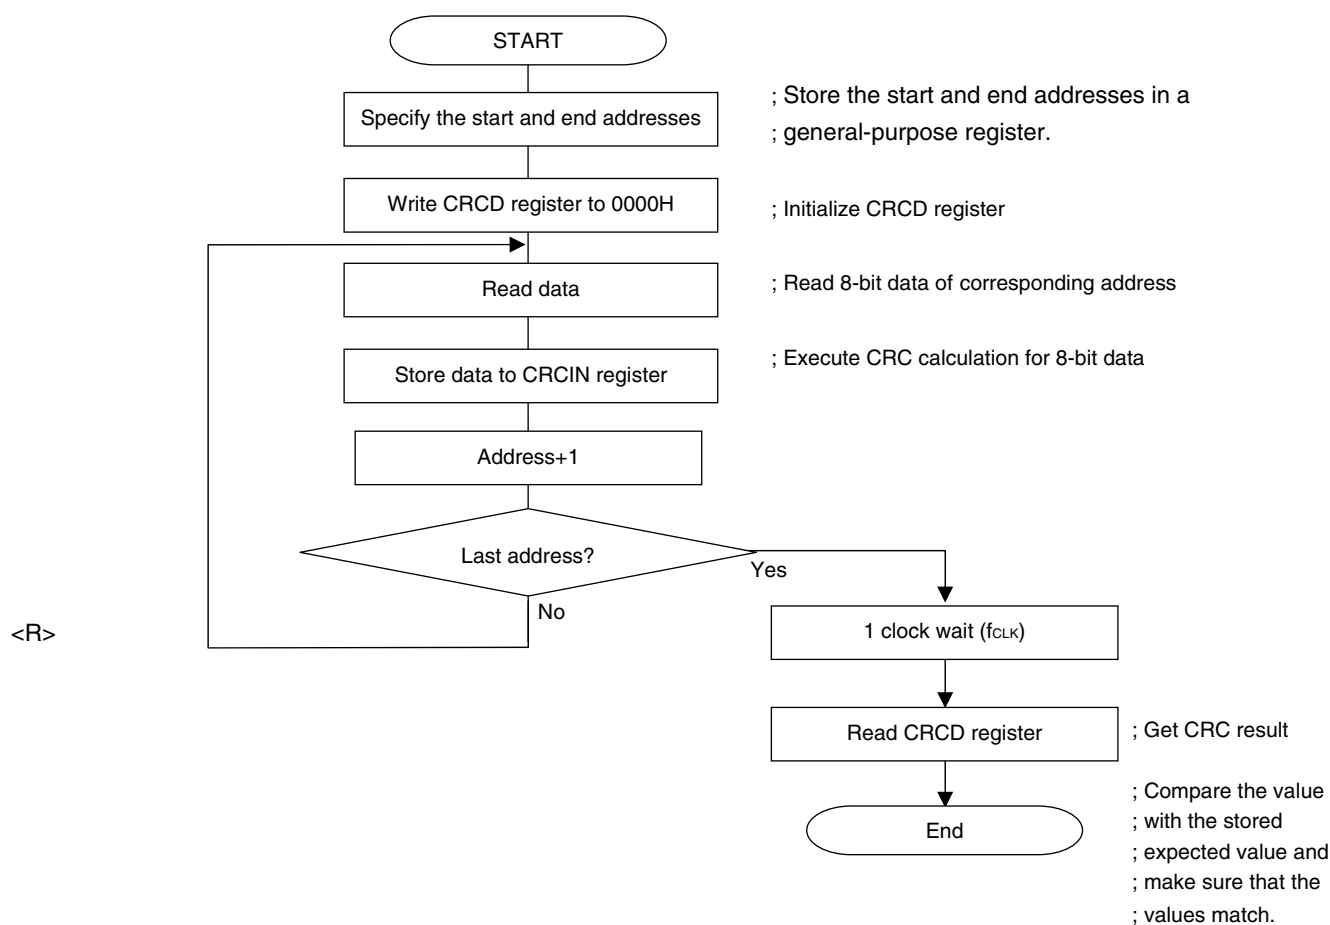 START
Specify the start and end addresses
; Store the start and end addresses in a
; general-purpose register.
Write CRCD register to 0000H
; Initialize CRCD register
Read data
; Read 8-bit data of corresponding address
Store data to CRCIN register
; Execute CRC calculation for 8-bit data
Address+1
Last address?
Yes
No
<R>
1 clock wait (fCLK)
Read CRCD register
; Get CRC result
End
; Compare the value
; with the stored
; expected value and
; make sure that the
; values match.